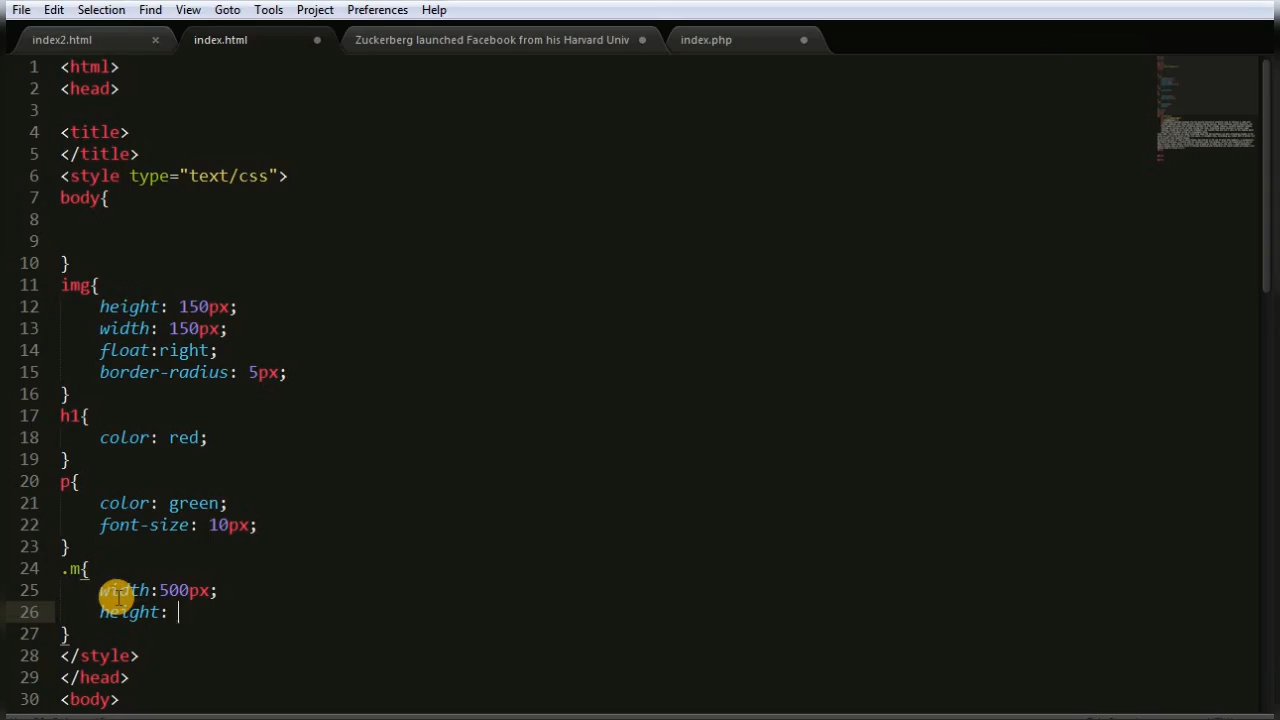 File Edit Selection View Goto Tools Project Preferences Help
index2.html × index.html Zuckerberg launched Facebook from his Harvard Univ index.php
1 <html>
2 <head>
3
4 <title>
5 </title>
6 <style type="text/css">
7 body{
8
9
10 }
11 img{
12 height: 150px;
13 width: 150px;
14 float:right;
15 border-radius: 5px;
16 }
17 h1{
18 color: red;
19 }
20 p{
21 color: green;
22 font-size: 10px;
23 }
24 .m{
25 width:500px;
26 height:
27 }
28 </style>
29 </head>
30 <body>